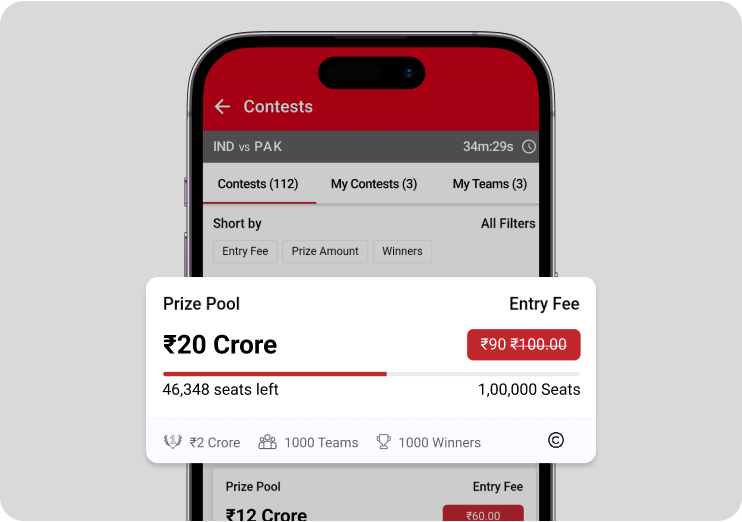 Contests
IND vs PAK 34m:29s
Contests (112) My Contests (3) My Teams (3)
Short by All Filters
Entry Fee Prize Amount Winners
Prize Pool Entry Fee
₹20 Crore ₹90 ₹100.00
46,348 seats left 1,00,000 Seats
1 ₹2 Crore 1000 Teams 1000 Winners ©
Prize Pool Entry Fee
₹12 Crore ₹60.00